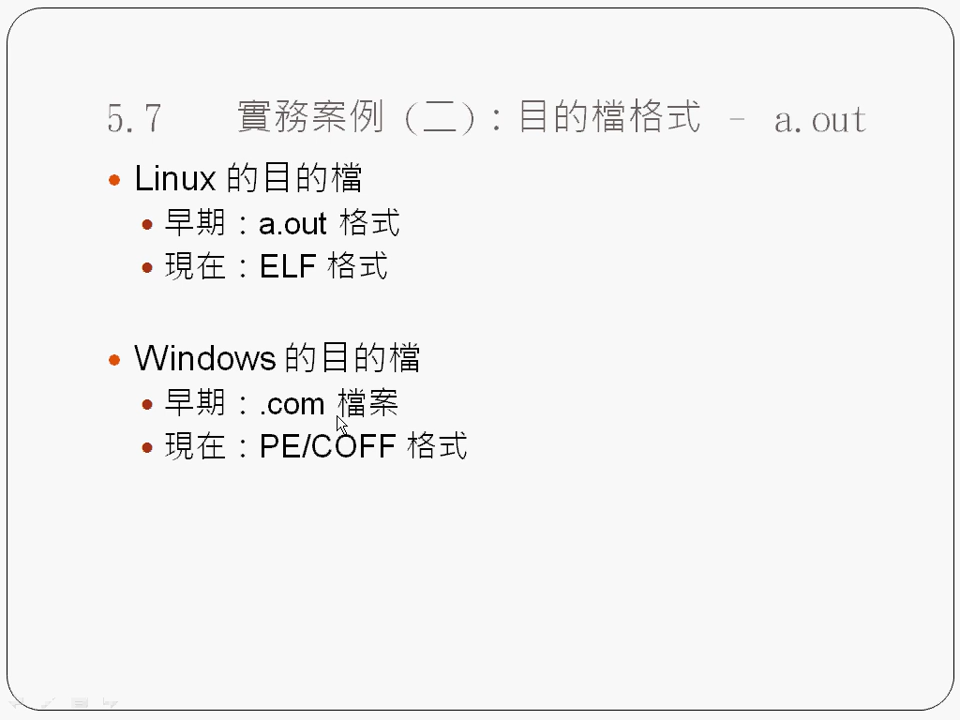 5.7 實務案例 (二)：目的檔格式 – a.out
Linux 的目的檔
早期：a.out 格式
現在：ELF 格式
Windows 的目的檔
早期：.com 檔案
現在：PE/COFF 格式